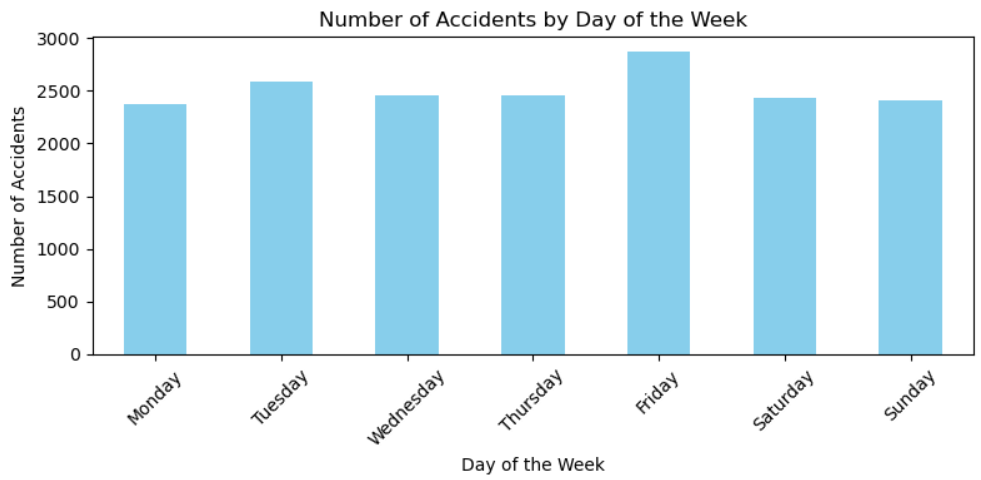 Number of Accidents by Day of the Week
Number of Accidents
3000
2500
2000
1500
1000
500
0
Monday
Tuesday
Wednesday
Thursday
Friday
Saturday
Sunday
Day of the Week